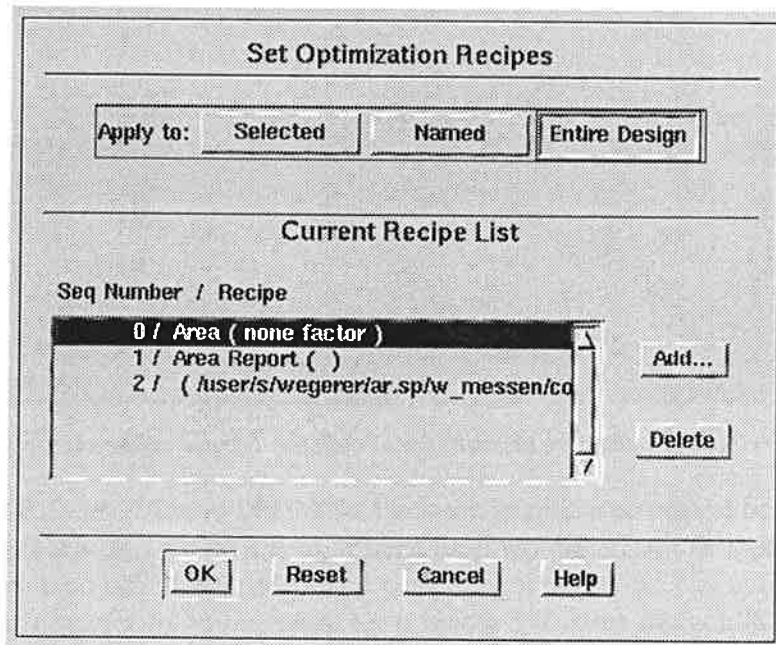 Set Optimization Recipes
Apply to: Selected Named Entire Design
Current Recipe List
Seq Number / Recipe
0 / Area ( none factor )
1 / Area Report ( )
2 / ( /user/s/wegerer/ar.sp/w_messen/co
Add...
Delete
OK Reset Cancel Help